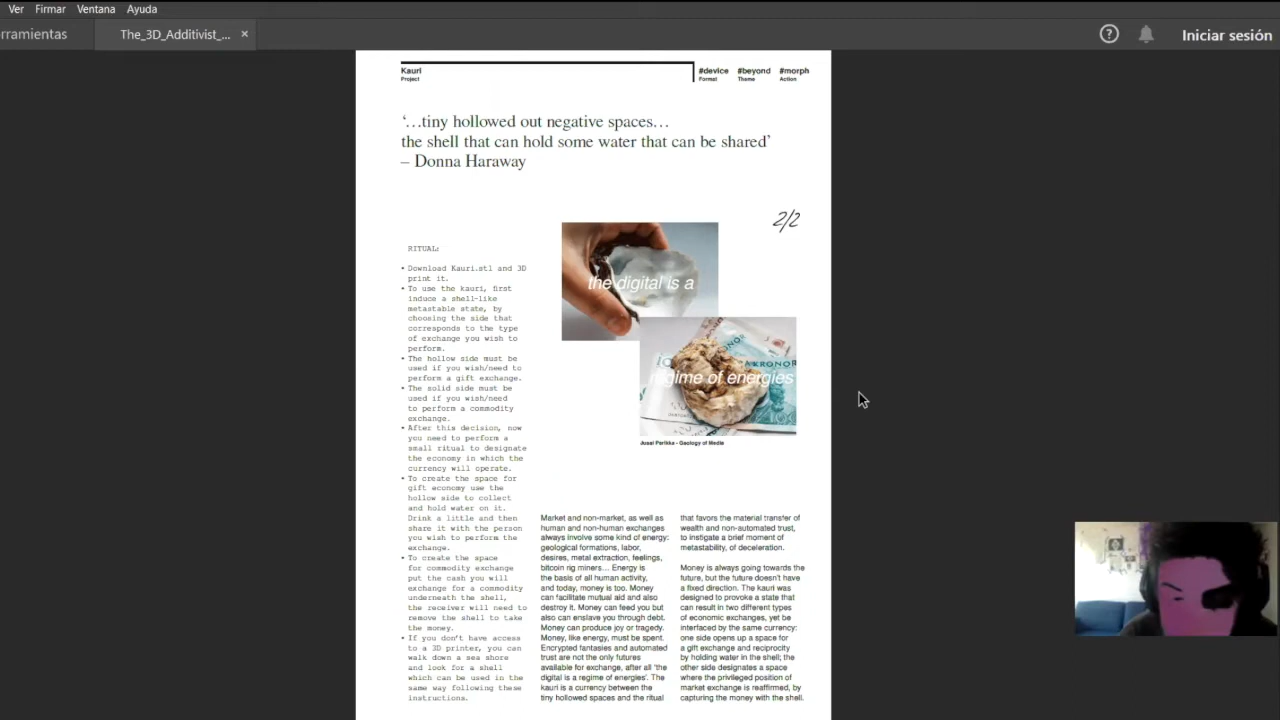 Ver Firmar Ventana Ayuda
rramientas
The_3D_Additivist_...
Iniciar sesión
Kauri
Project
#device #beyond #morph
Format Theme Action
‘…tiny hollowed out negative spaces…
the shell that can hold some water that can be shared’
– Donna Haraway
2/2
RITUAL:
• Download Kauri.stl and 3D
print it.
• To use the kauri, first
induce a shell-like
metastable state, by
choosing the side that
corresponds to the type
of exchange you wish to
perform.
• The hollow side must be
used if you wish/need to
perform a gift exchange.
• The solid side must be
used if you wish/need
to perform a commodity
exchange.
• After this decision, now
you need to perform a
small ritual to designate
the economy in which the
currency will operate.
• To create the space for
gift economy use the
hollow side to collect
and hold water on it.
Drink a little and then
share it with the person
you wish to perform the
exchange.
• To create the space
for commodity exchange
put the cash you will
exchange for a commodity
underneath the shell,
the receiver will need to
remove the shell to take
the money.
• If you don't have access
to a 3D printer, you can
walk down a sea shore
and look for a shell
which can be used in the
same way following these
instructions.
the digital is a
regime of energies
KRONOR
Jussi Parikka - Geology of Media
Market and non-market, as well as
human and non-human exchanges
always involve some kind of energy:
geological formations, labor,
desires, metal extraction, feelings,
bitcoin rig miners… Energy is
the basis of all human activity,
and today, money is too. Money
can facilitate mutual aid and also
destroy it. Money can feed you but
also can enslave you through debt.
Money can produce joy or tragedy.
Money, like energy, must be spent.
Encrypted fantasies and automated
trust are not the only futures
available for exchange, after all ‘the
digital is a regime of energies’. The
kauri is a currency between the
tiny hollowed spaces and the ritual
that favors the material transfer of
wealth and non-automated trust,
to instigate a brief moment of
metastability, of deceleration.
Money is always going towards the
future, but the future doesn't have
a fixed direction. The kauri was
designed to provoke a state that
can result in two different types
of economic exchanges, yet be
interfaced by the same currency:
one side opens up a space for
a gift exchange and reciprocity
by holding water in the shell; the
other side designates a space
where the privileged position of
market exchange is reaffirmed, by
capturing the money with the shell.